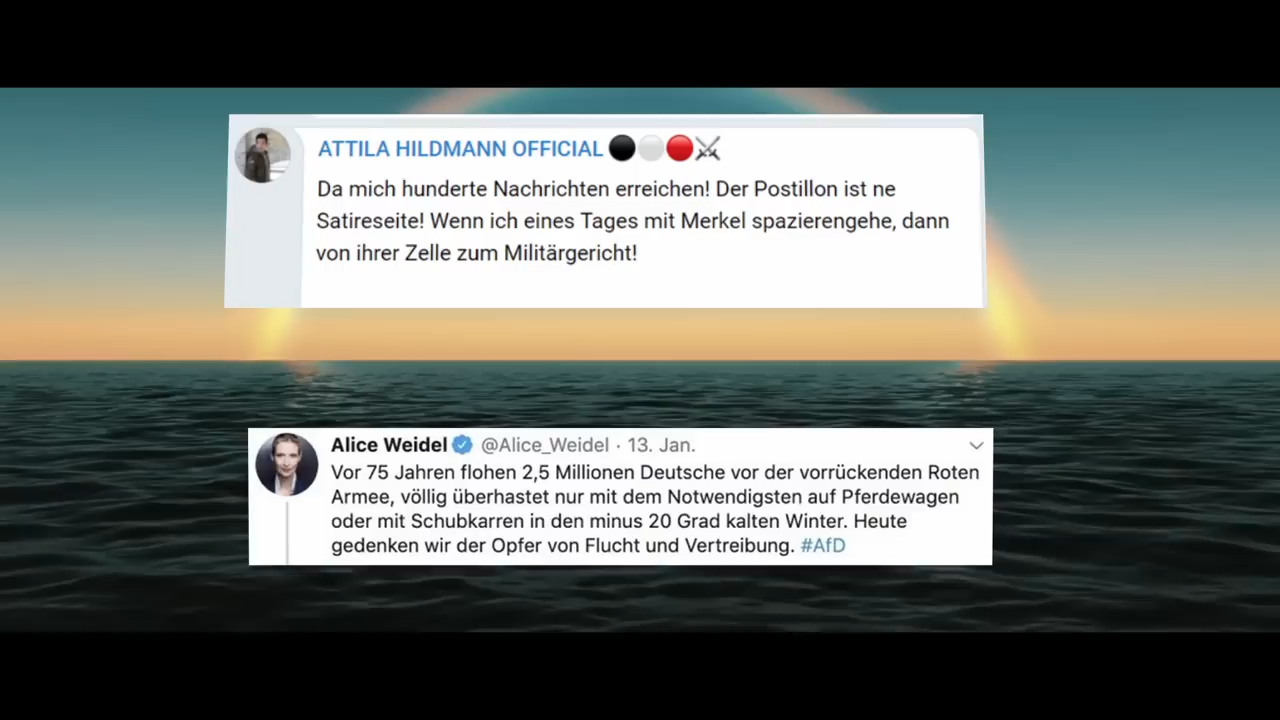 ATTILA HILDMANN OFFICIAL ⚫⚪🔴⚔
Da mich hunderte Nachrichten erreichen! Der Postillon ist ne
Satireseite! Wenn ich eines Tages mit Merkel spazierengehe, dann
von ihrer Zelle zum Militärgericht!
Alice Weidel @Alice_Weidel · 13. Jan.
Vor 75 Jahren flohen 2,5 Millionen Deutsche vor der vorrückenden Roten
Armee, völlig überhastet nur mit dem Notwendigsten auf Pferdewagen
oder mit Schubkarren in den minus 20 Grad kalten Winter. Heute
gedenken wir der Opfer von Flucht und Vertreibung. #AfD